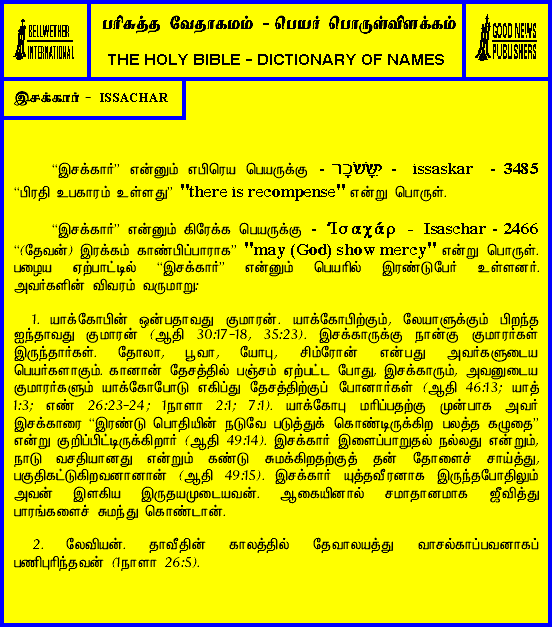 BELLWETHER
INTERNATIONAL
பரிசுத்த வேதாகமம் - பெயர் பொருள்விளக்கம்
THE HOLY BIBLE - DICTIONARY OF NAMES
GOOD NEWS
PUBLISHERS
இசக்கார் - ISSACHAR
“இசக்கார்” என்னும் எபிரெய பெயருக்கு - יִשָּׂשכָר - issaskar - 3485
“பிரதி உபகாரம் உள்ளது” "there is recompense" என்று பொருள்.
“இசக்கார்” என்னும் கிரேக்க பெயருக்கு - Ἰσαχάρ - Isaschar - 2466
“(தேவன்) இரக்கம் காண்பிப்பாராக” "may (God) show mercy" என்று பொருள்.
பழைய ஏற்பாட்டில் “இசக்கார்” என்னும் பெயரில் இரண்டுபேர் உள்ளனர்.
அவர்களின் விவரம் வருமாறு:
1. யாக்கோபின் ஒன்பதாவது குமாரன். யாக்கோபிற்கும், லேயாளுக்கும் பிறந்த
ஐந்தாவது குமாரன் (ஆதி 30:17-18, 35:23). இசக்காருக்கு நான்கு குமாரர்கள்
இருந்தார்கள். தோலா, பூவா, யோபு, சிம்ரோன் என்பது அவர்களுடைய
பெயர்களாகும். கானான் தேசத்தில் பஞ்சம் ஏற்பட்ட போது, இசக்காரும், அவனுடைய
குமாரர்களும் யாக்கோபோடு எகிப்து தேசத்திற்குப் போனார்கள் (ஆதி 46:13; யாத்
1:3; எண் 26:23-24; 1நாளா 2:1; 7:1). யாக்கோபு மரிப்பதற்கு முன்பாக அவர்
இசக்காரை “இரண்டு பொதியின் நடுவே படுத்துக் கொண்டிருக்கிற பலத்த கழுதை”
என்று குறிப்பிட்டிருக்கிறார் (ஆதி 49:14). இசக்கார் இளைப்பாறுதல் நல்லது என்றும்,
நாடு வசதியானது என்றும் கண்டு சுமக்கிறதற்குத் தன் தோளைச் சாய்த்து,
பகுதிகட்டுகிறவனானான் (ஆதி 49:15). இசக்கார் யுத்தவீரனாக இருந்தபோதிலும்
அவன் இளகிய இருதயமுடையவன். ஆகையினால் சமாதானமாக ஜீவித்து
பாரங்களைச் சுமந்து கொண்டான்.
2. லேவியன். தாவீதின் காலத்தில் தேவாலயத்து வாசல்காப்பவனாகப்
பணிபுரிந்தவன் (1நாளா 26:5).